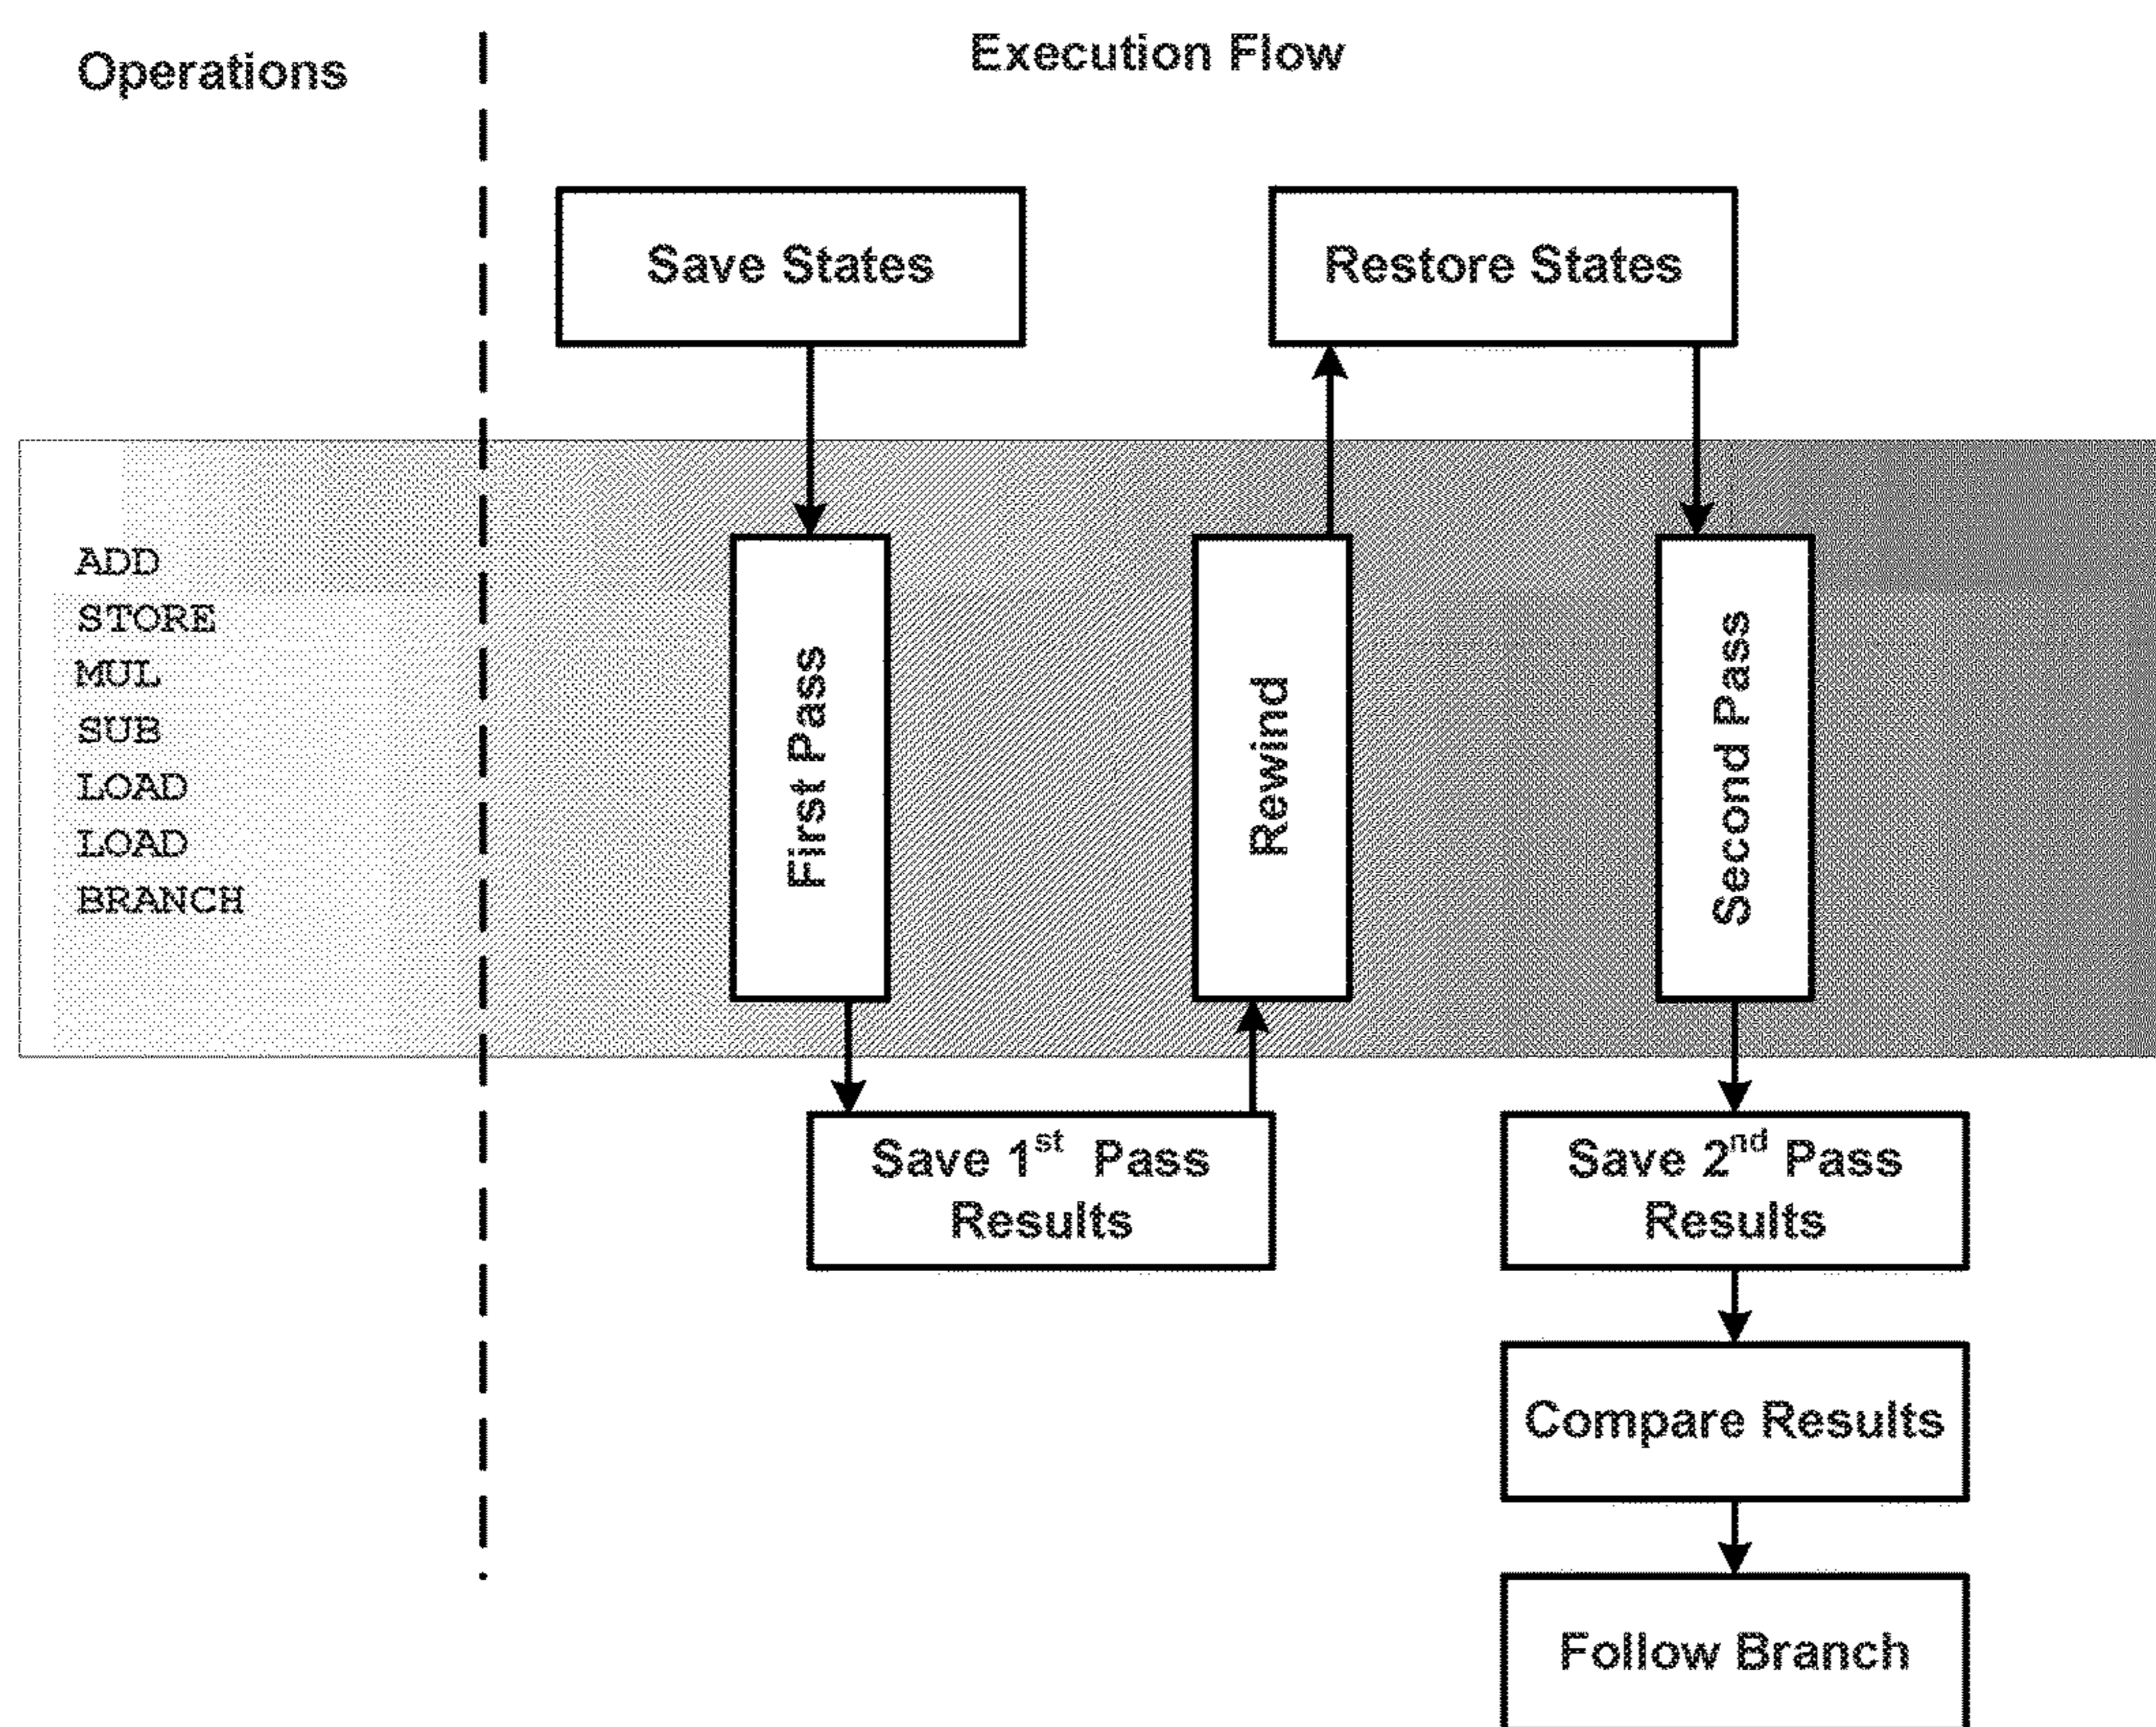 Operations
Execution Flow
Save States
Restore States
ADD
STORE
MUL
SUB
LOAD
LOAD
BRANCH
First Pass
Rewind
Second Pass
Save 1st Pass
Results
Save 2nd Pass
Results
Compare Results
Follow Branch